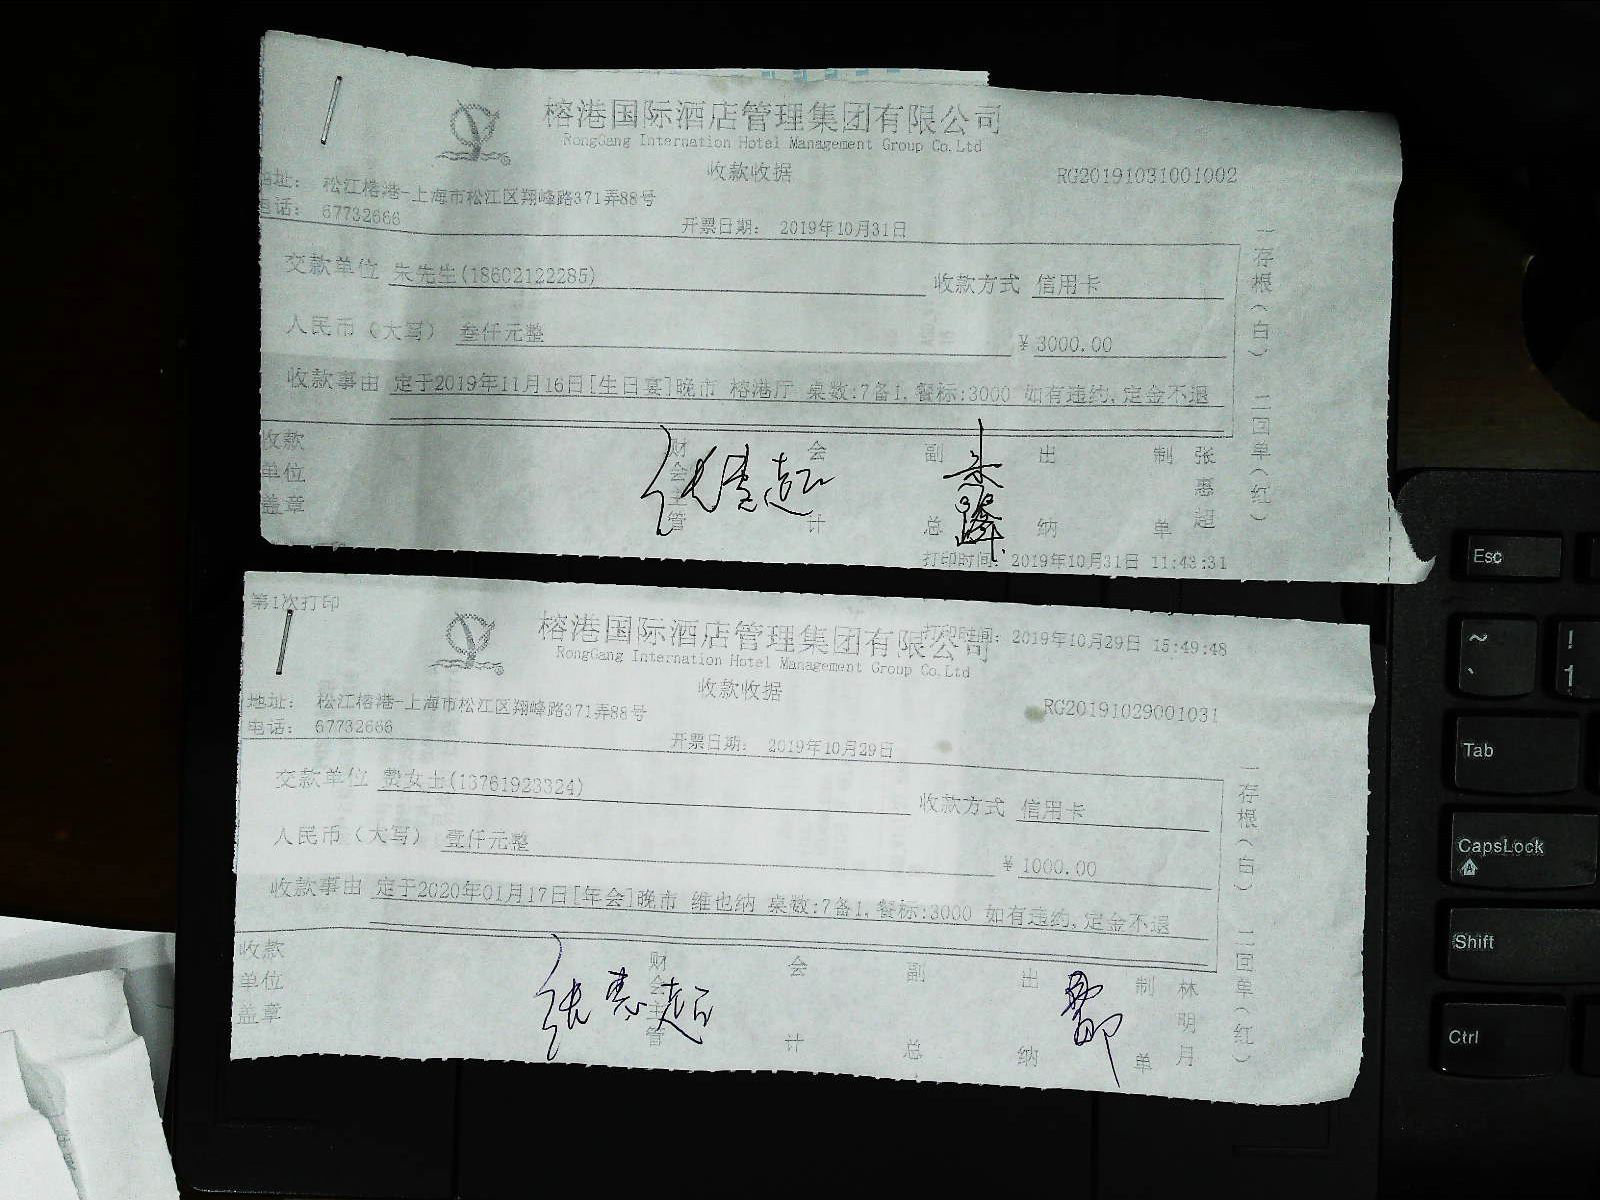 榕港国际酒店管理集团有限公司
RongGang International Hotel Management Group Co.Ltd
收款收据
RG20191031001002
地址： 松江榕港-上海市松江区翔峰路371弄88号
电话： 67732666
开票日期： 2019年10月31日
交款单位 朱先生(18602122285) 收款方式 信用卡
人民币（大写） 叁仟元整 ¥ 3000.00
收款事由 定于2019年11月16日[生日宴]晚市 榕港厅 桌数:7备1,餐标:3000 如有违约,定金不退
一存根(白) 二回单(红)
收款单位盖章 财会主管 张惠超 会计 副总 出纳 制单 张惠超
打印时间： 2019年10月31日 11:43:31
第1次打印
打印时间： 2019年10月29日 15:49:48
榕港国际酒店管理集团有限公司
RongGang International Hotel Management Group Co.Ltd
收款收据
RG20191029001031
地址： 松江榕港-上海市松江区翔峰路371弄88号
电话： 67732666
开票日期： 2019年10月29日
交款单位 费女士(13761923324) 收款方式 信用卡
人民币（大写） 壹仟元整 ¥ 1000.00
收款事由 定于2020年01月17日[年会]晚市 维也纳 桌数:7备1,餐标:3000 如有违约,定金不退
一存根(白) 二回单(红)
收款单位盖章 财会主管 张惠超 会计 副总 出纳 制单 林明月
Esc
~ ` ! 1
Tab
CapsLock
Shift
Ctrl